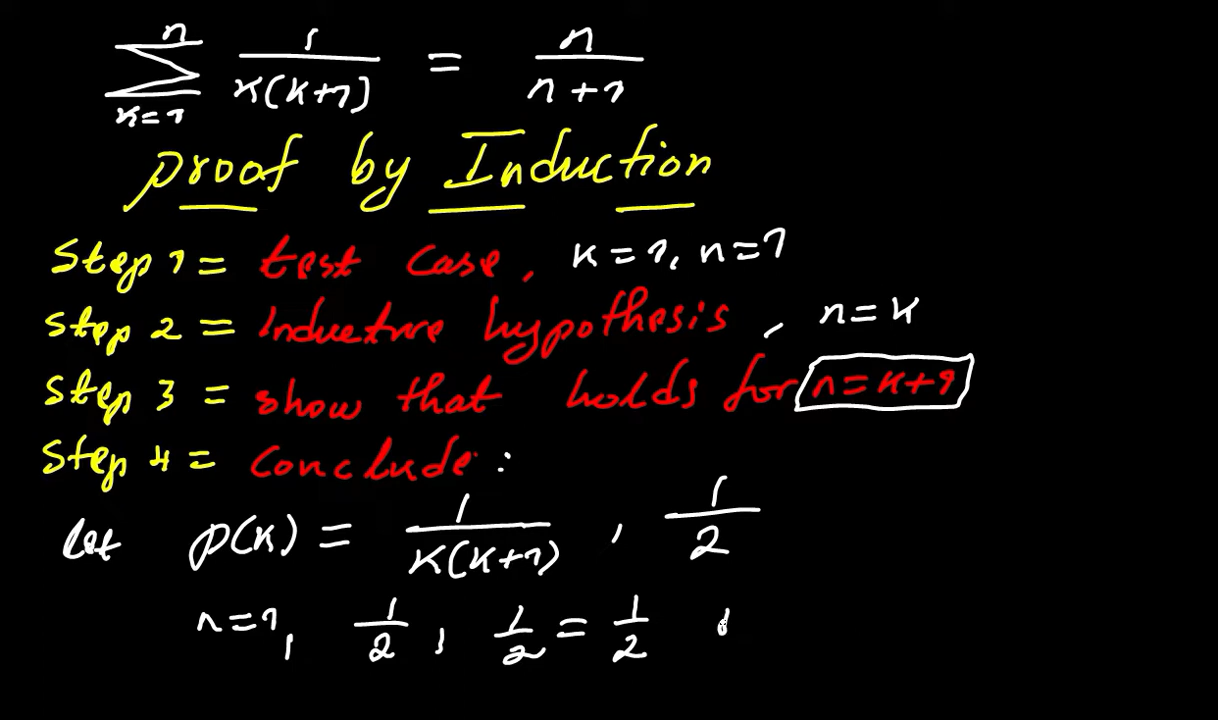 ∑_{k=1}^{n} 1/(k(k+1)) = n/(n+1)
proof by Induction
Step 1 = test case, k=1, n=1
Step 2 = Inductive hypothesis, n=k
Step 3 = show that holds for n=k+1
Step 4 = Conclude:
let p(k) = 1/(k(k+1)), 1/2
n=1, 1/2, 1/2 = 1/2